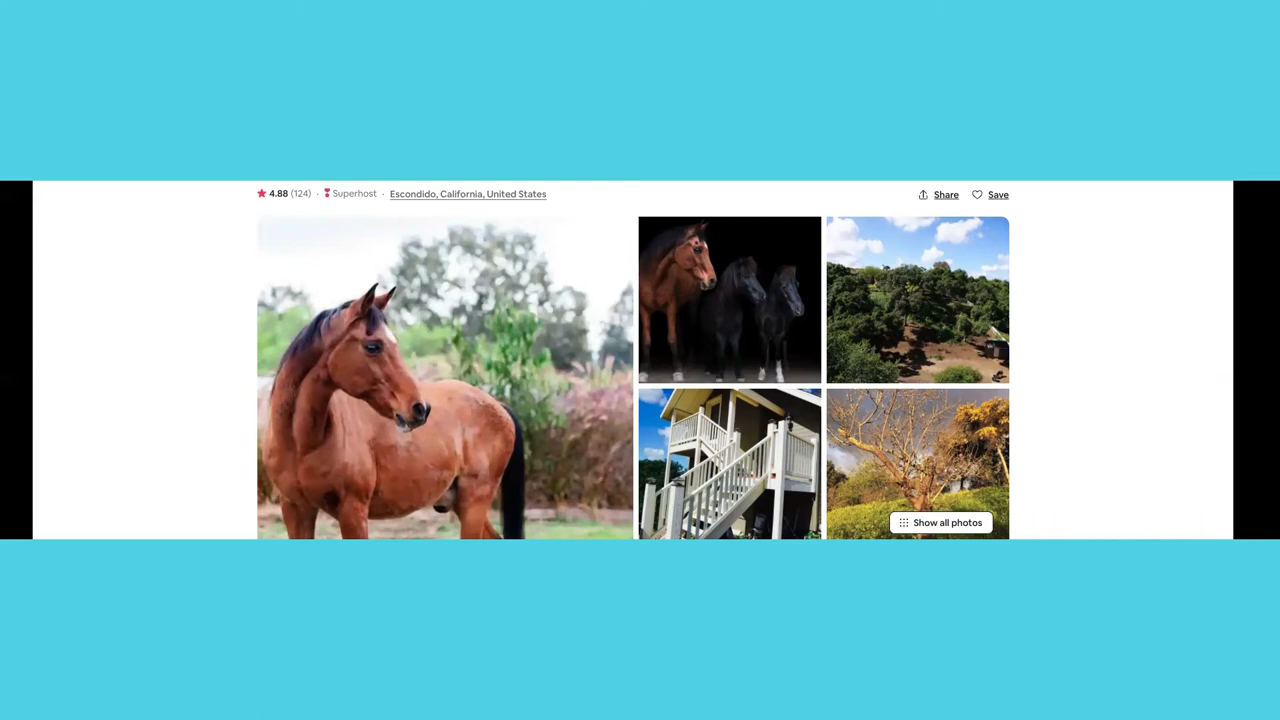 4.88 (124) · Superhost · Escondido, California, United States
Share
Save
Show all photos